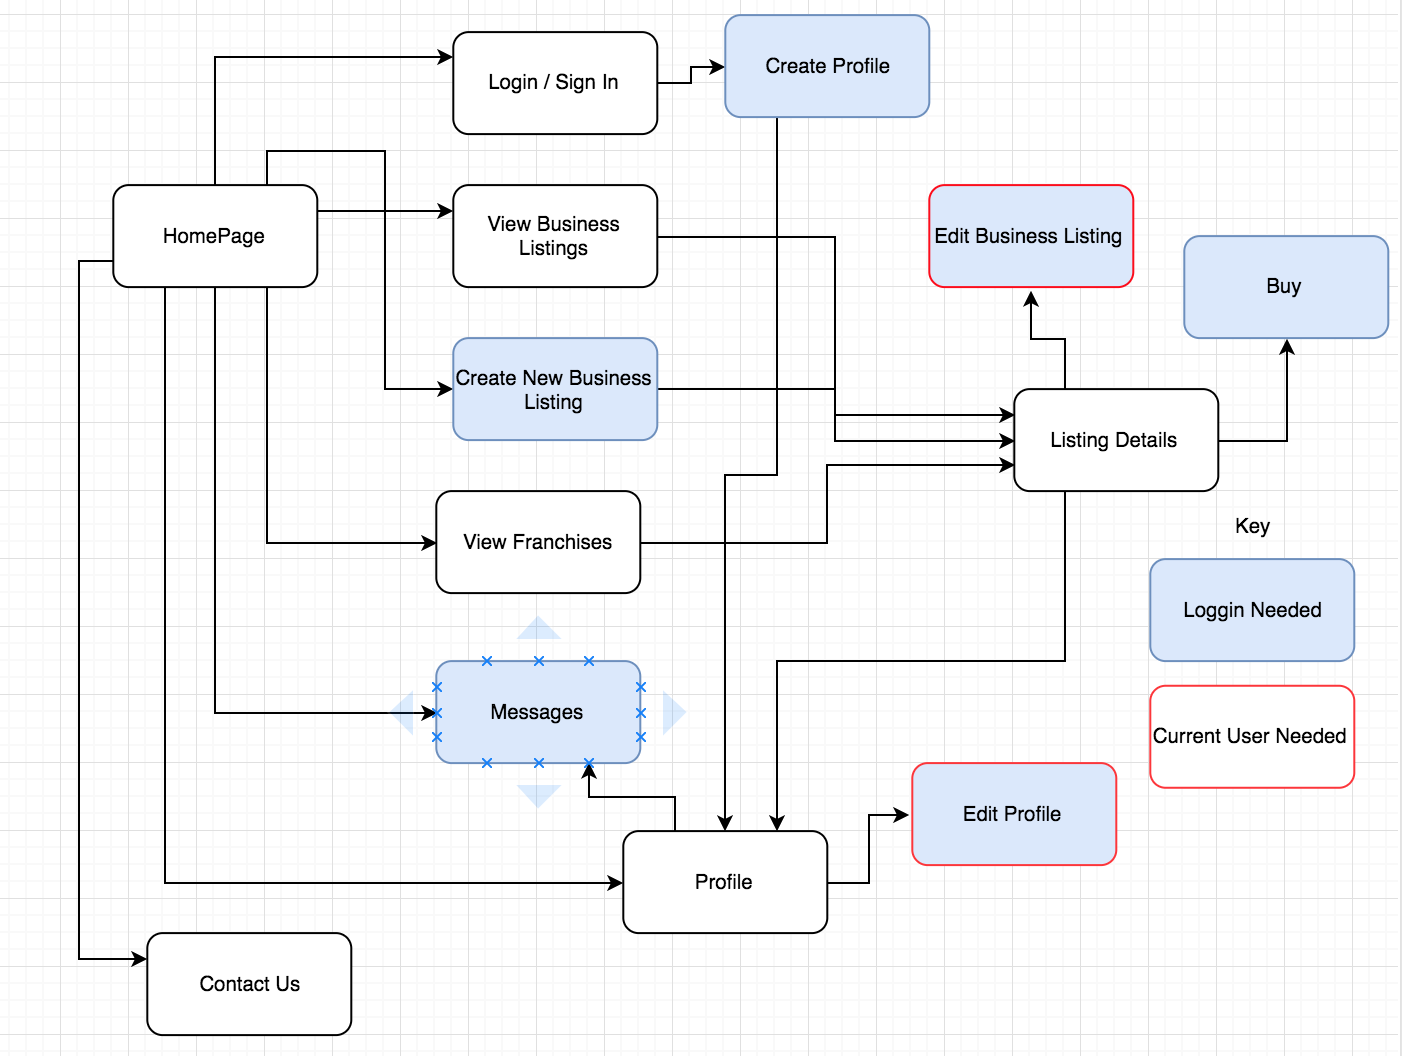 Login / Sign In
Create Profile
HomePage
View Business
Listings
Edit Business Listing
Buy
Create New Business
Listing
Listing Details
View Franchises
Key
Loggin Needed
Messages
Current User Needed
Edit Profile
Profile
Contact Us